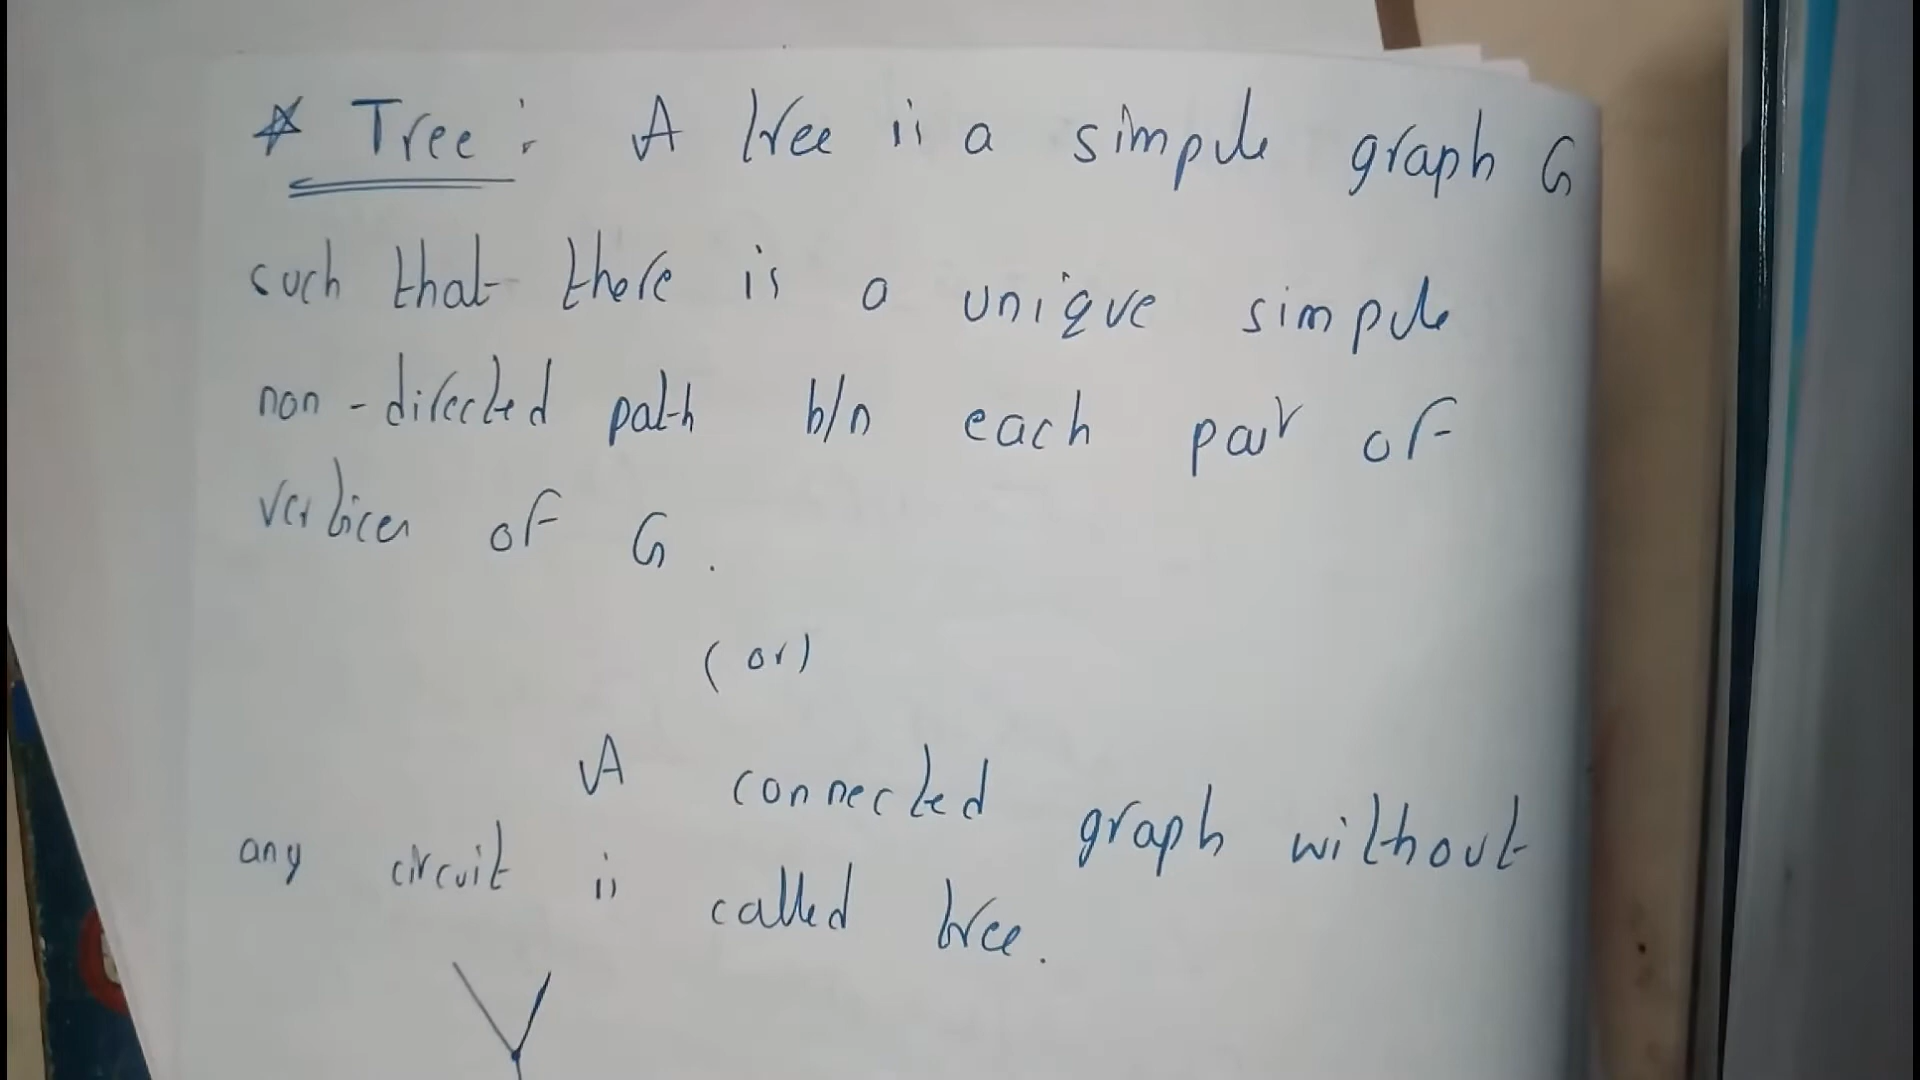 * Tree : A tree is a simple graph G
such that there is a unique simple
non-directed path b/n each pair of
vertices of G .
(or)
A connected graph without
any circuit is called tree.